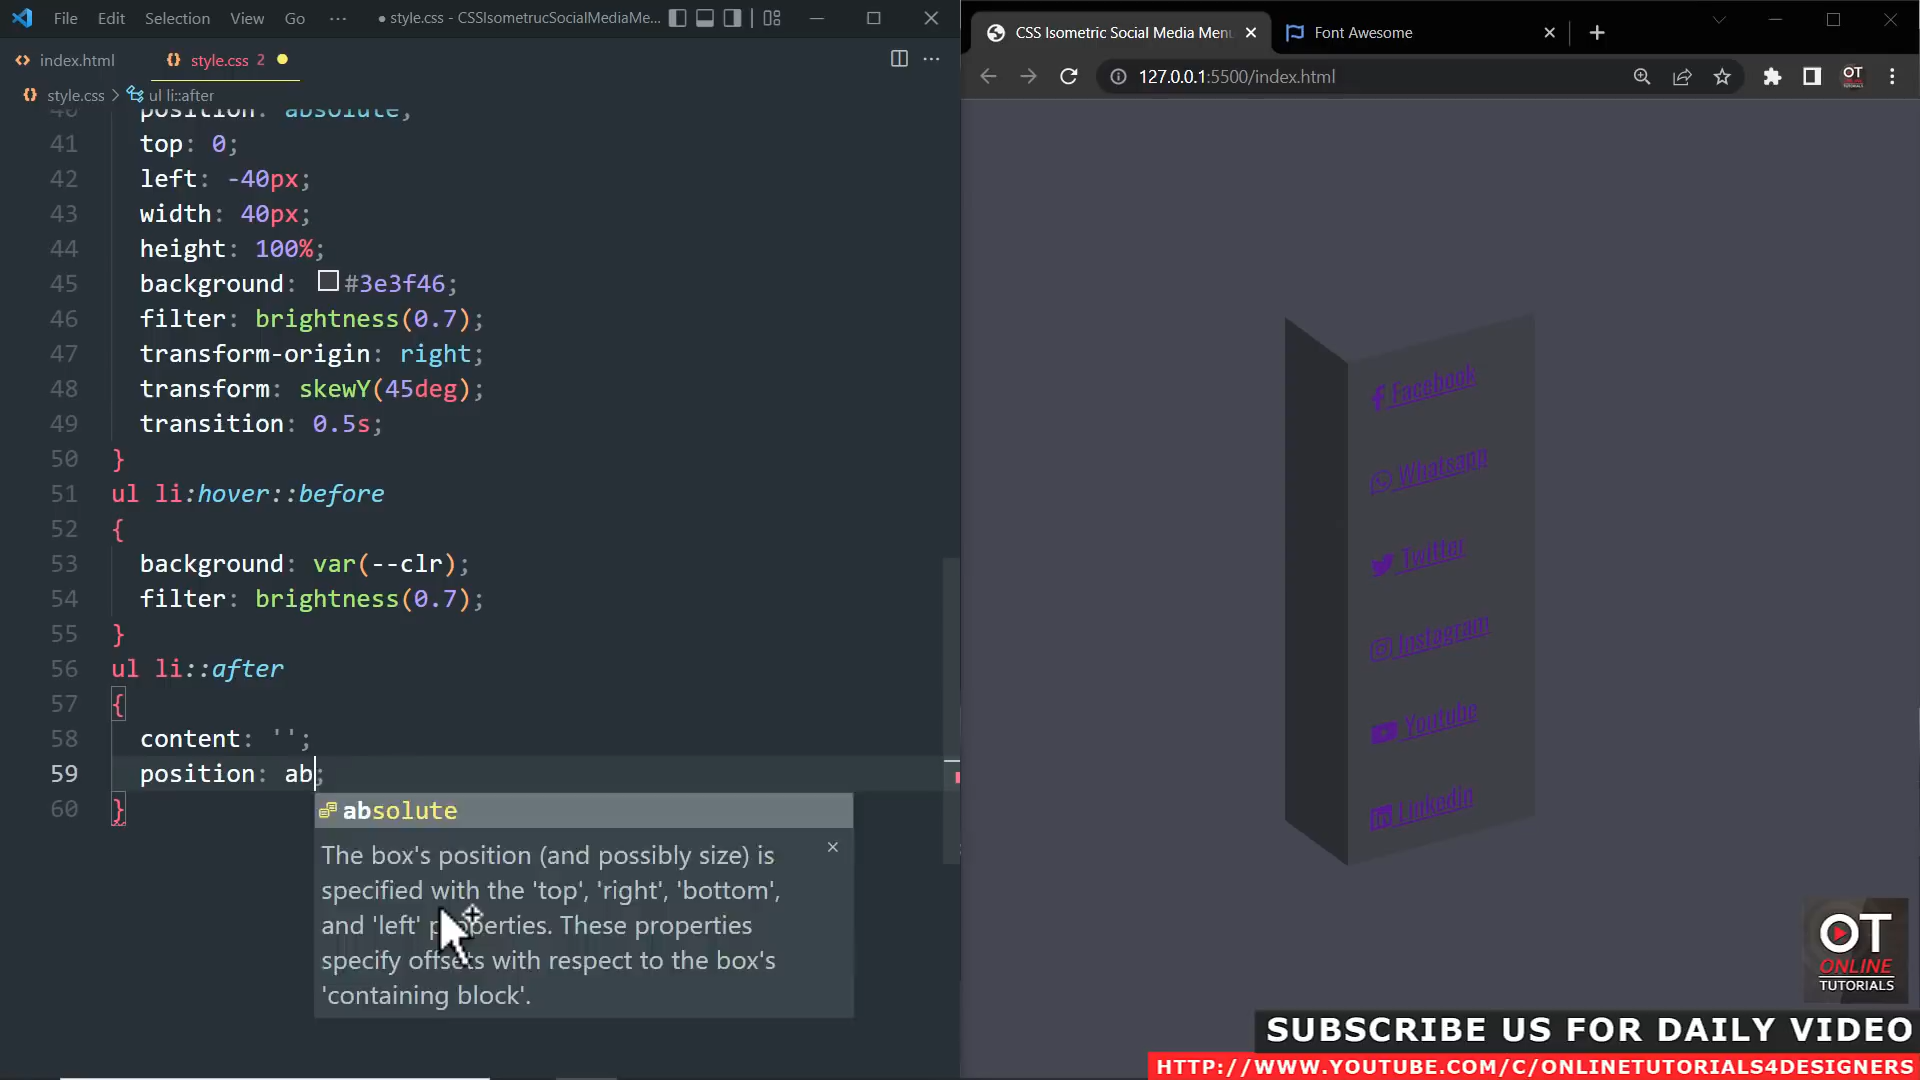 File Edit Selection View Go ··· ● style.css - CSSIsometrucSocialMediaMe...
index.html style.css 2
style.css > ul li::after
40 position: absolute;
41 top: 0;
42 left: -40px;
43 width: 40px;
44 height: 100%;
45 background: #3e3f46;
46 filter: brightness(0.7);
47 transform-origin: right;
48 transform: skewY(45deg);
49 transition: 0.5s;
50 }
51 ul li:hover::before
52 {
53 background: var(--clr);
54 filter: brightness(0.7);
55 }
56 ul li::after
57 {
58 content: '';
59 position: ab;
60 }
absolute
The box's position (and possibly size) is
specified with the 'top', 'right', 'bottom',
and 'left' properties. These properties
specify offsets with respect to the box's
'containing block'.
CSS Isometric Social Media Menu
Font Awesome
127.0.0.1:5500/index.html
Facebook
Whatsapp
Twitter
Instagram
Youtube
Linkedin
OT
ONLINE
TUTORIALS
SUBSCRIBE US FOR DAILY VIDEO
HTTP://WWW.YOUTUBE.COM/C/ONLINETUTORIALS4DESIGNERS